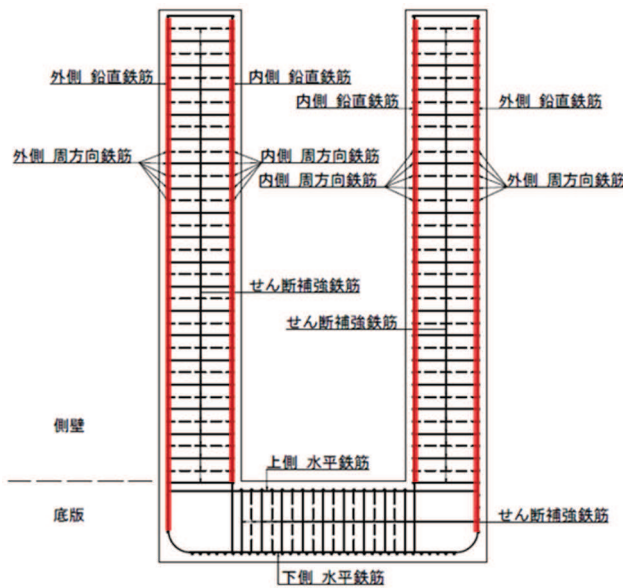 外側 鉛直鉄筋
内側 鉛直鉄筋
内側 鉛直鉄筋
外側 鉛直鉄筋
外側 周方向鉄筋
内側 周方向鉄筋
内側 周方向鉄筋
外側 周方向鉄筋
せん断補強鉄筋
せん断補強鉄筋
側壁
上側 水平鉄筋
底版
せん断補強鉄筋
下側 水平鉄筋